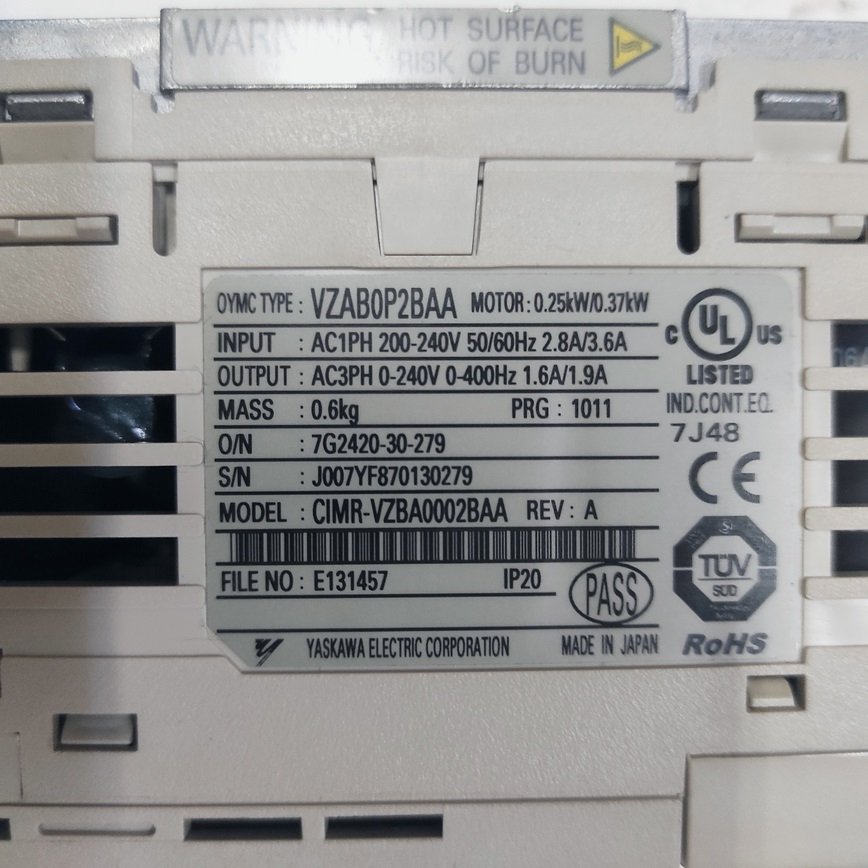 WARNING HOT SURFACE
RISK OF BURN
OYMC TYPE : VZAB0P2BAA MOTOR : 0.25kW/0.37kW
INPUT : AC1PH 200-240V 50/60Hz 2.8A/3.6A
OUTPUT : AC3PH 0-240V 0-400Hz 1.6A/1.9A
MASS : 0.6kg PRG : 1011
O/N : 7G2420-30-279
S/N : J007YF870130279
MODEL : CIMR-VZBA0002BAA REV : A
FILE NO : E131457 IP20
PASS
YASKAWA ELECTRIC CORPORATION MADE IN JAPAN
C UL US
LISTED
IND.CONT.EQ.
7J48
CE
TÜV
SÜD
RoHS